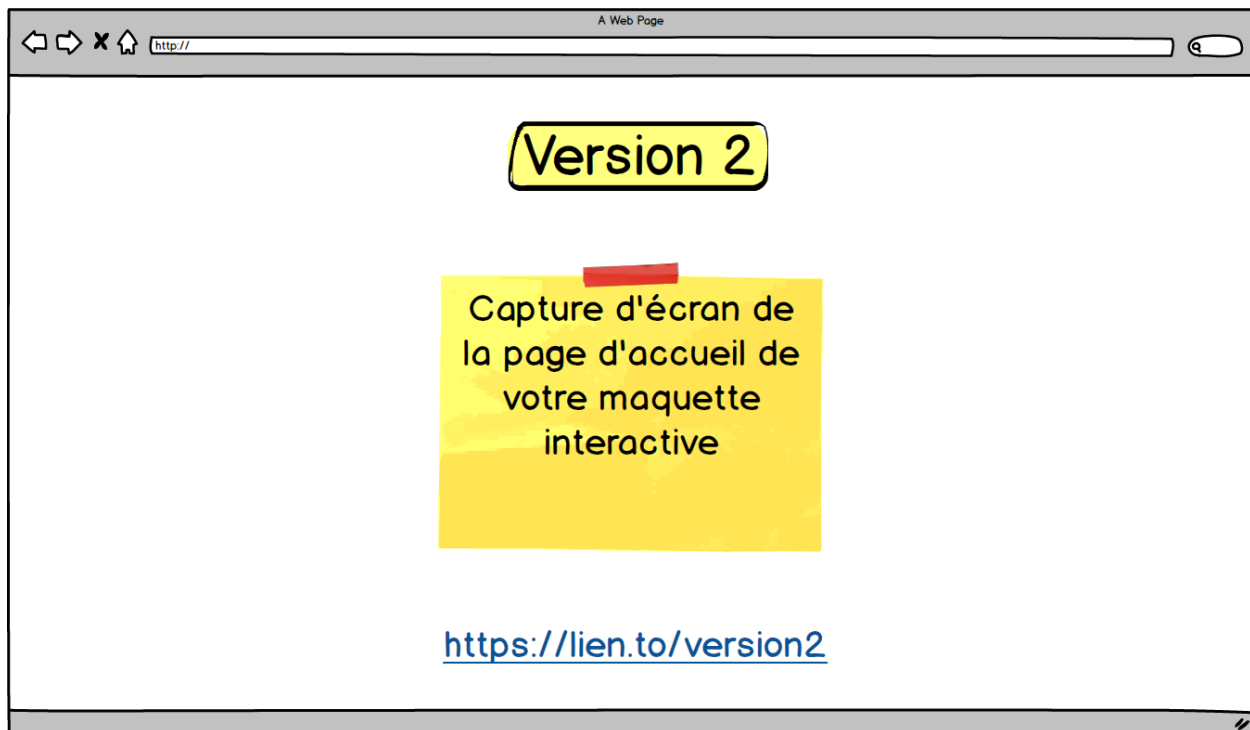 A Web Page
http://
Version 2
Capture d'écran de
la page d'accueil de
votre maquette
interactive
https://lien.to/version2